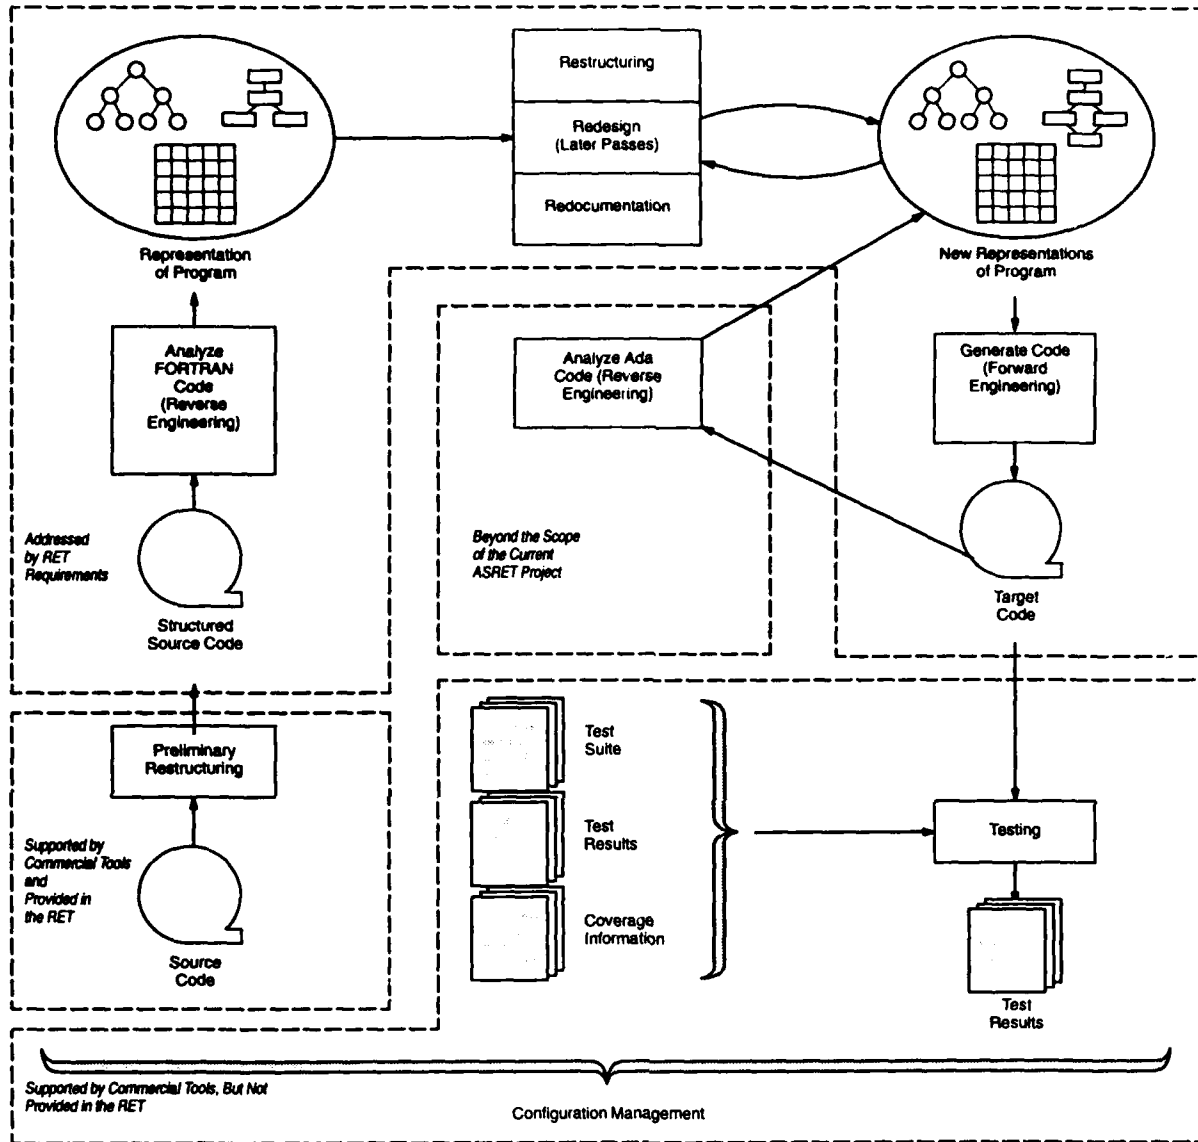 Restructuring
Redesign
(Later Passes)
Redocumentation
Representation
of Program
New Representations
of Program
Analyze
FORTRAN
Code
(Reverse
Engineering)
Analyze Ada
Code (Reverse
Engineering)
Generate Code
(Forward
Engineering)
Addressed
by RET
Requirements
Structured
Source Code
Beyond the Scope
of the Current
ASRET Project
Target
Code
Preliminary
Restructuring
Supported by
Commercial Tools
and
Provided in
the RET
Source
Code
Test
Suite
Test
Results
Coverage
Information
Testing
Test
Results
Supported by Commercial Tools, But Not
Provided in the RET
Configuration Management